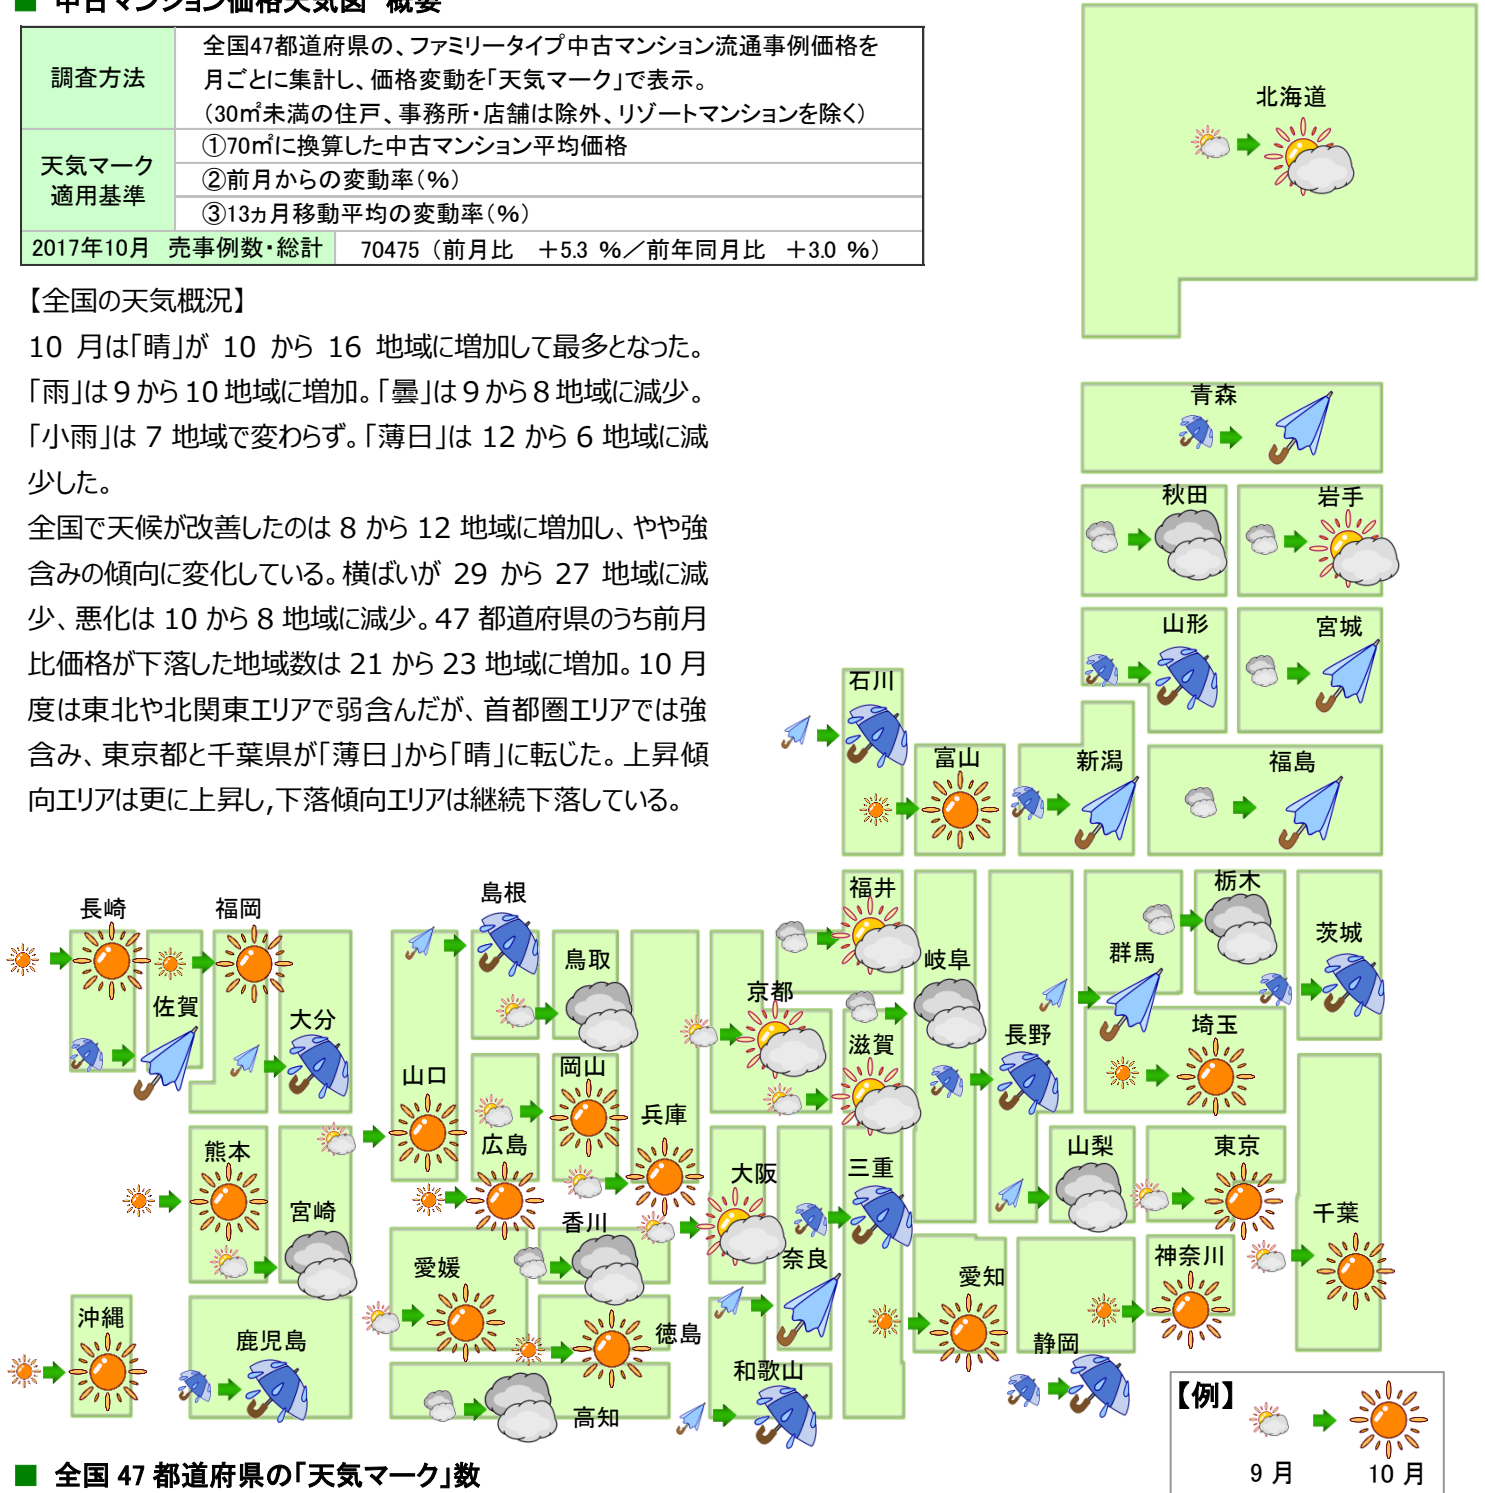 ■ 中古マンション価格天気図 概要
調査方法
全国47都道府県の、ファミリータイプ中古マンション流通事例価格を
月ごとに集計し、価格変動を「天気マーク」で表示。
（30㎡未満の住戸、事務所・店舗は除外、リゾートマンションを除く）
天気マーク
適用基準
①70㎡に換算した中古マンション平均価格
②前月からの変動率（％）
③13ヵ月移動平均の変動率（％）
2017年10月 売事例数・総計 70475（前月比 ＋5.3 ％／前年同月比 ＋3.0 ％）
【全国の天気概況】
10 月は「晴」が 10 から 16 地域に増加して最多となった。
「雨」は 9 から 10 地域に増加。「曇」は 9 から 8 地域に減少。
「小雨」は 7 地域で変わらず。「薄日」は 12 から 6 地域に減
少した。
全国で天候が改善したのは 8 から 12 地域に増加し、やや強
含みの傾向に変化している。横ばいが 29 から 27 地域に減
少、悪化は 10 から 8 地域に減少。47 都道府県のうち前月
比価格が下落した地域数は 21 から 23 地域に増加。10 月
度は東北や北関東エリアで弱含んだが、首都圏エリアでは強
含み、東京都と千葉県が「薄日」から「晴」に転じた。上昇傾
向エリアは更に上昇し,下落傾向エリアは継続下落している。
北海道
青森
秋田
岩手
山形
宮城
石川
富山
新潟
福島
長崎
福岡
島根
福井
栃木
鳥取
岐阜
群馬
茨城
佐賀
大分
京都
滋賀
長野
埼玉
山口
岡山
兵庫
熊本
広島
大阪
三重
山梨
東京
宮崎
香川
千葉
愛媛
奈良
愛知
神奈川
沖縄
鹿児島
徳島
静岡
和歌山
高知
【例】
9 月
10 月
■ 全国 47 都道府県の「天気マーク」数